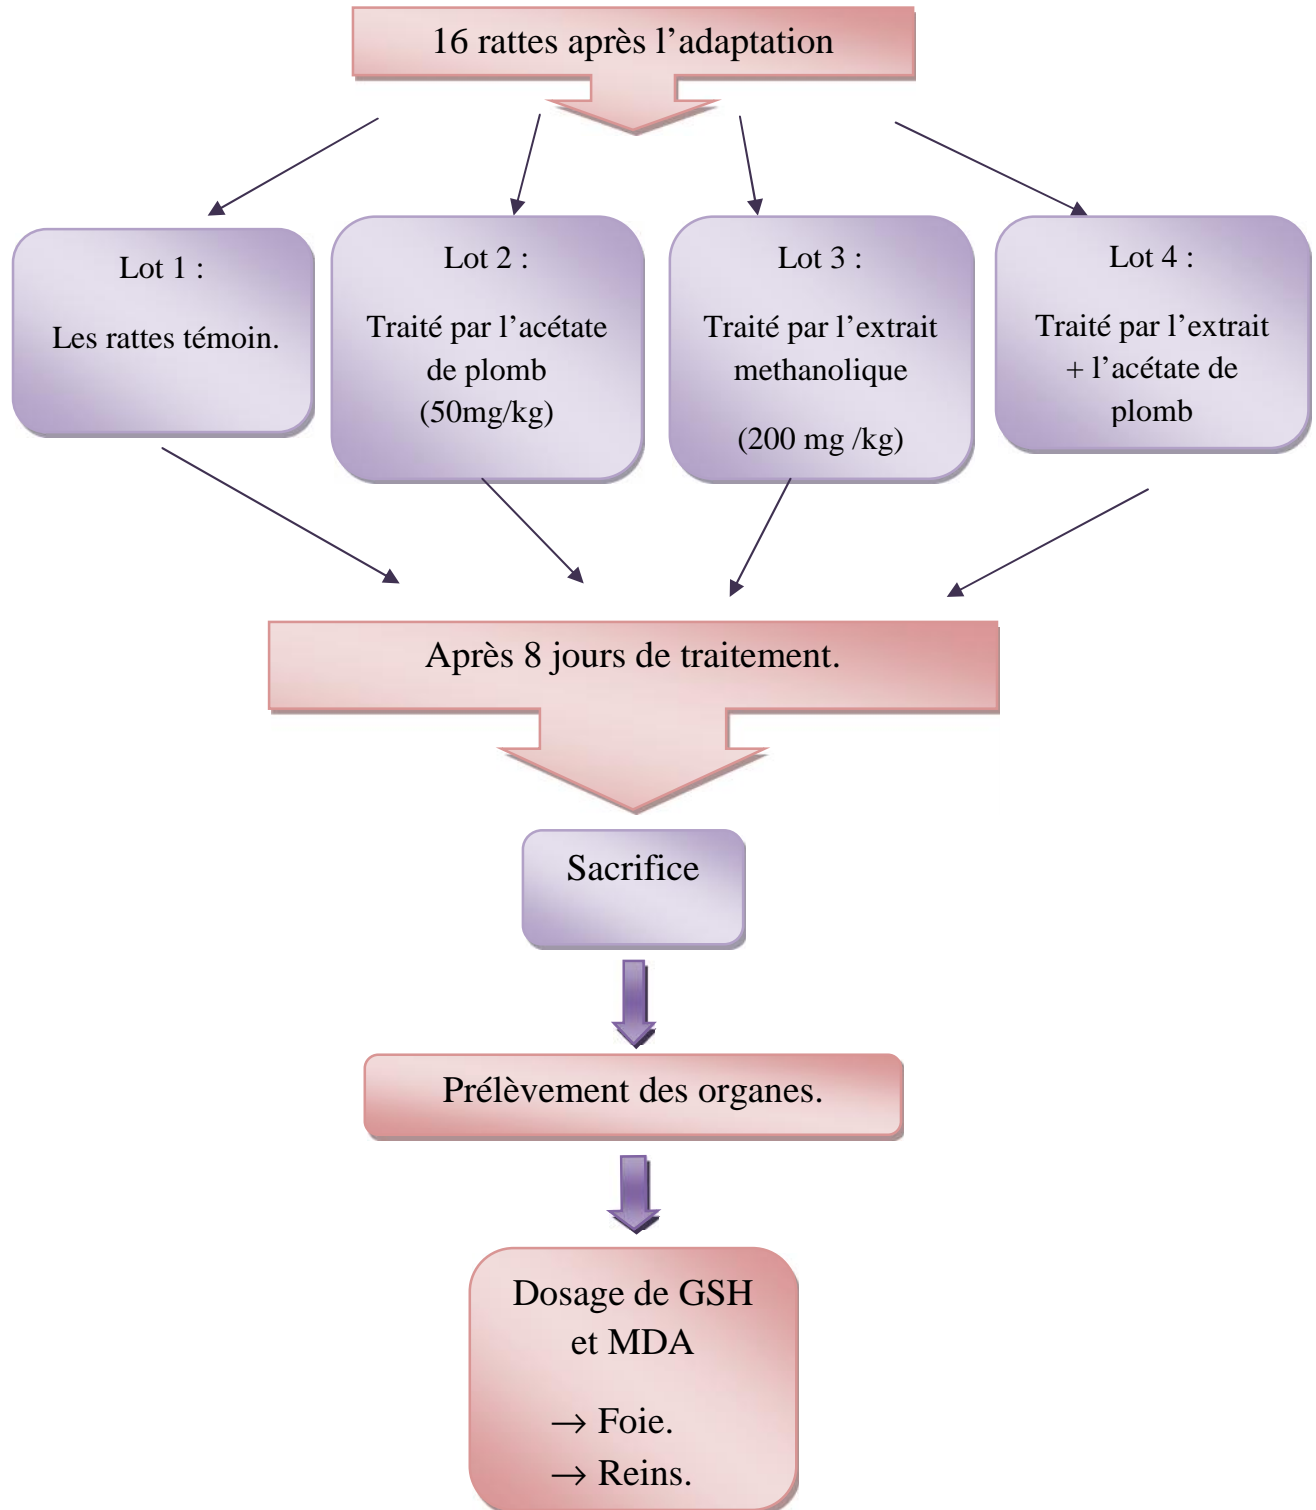 16 rattes après l’adaptation
Lot 1 :
Les rattes témoin.
Lot 2 :
Traité par l’acétate
de plomb
(50mg/kg)
Lot 3 :
Traité par l’extrait
methanolique
(200 mg /kg)
Lot 4 :
Traité par l’extrait
+ l’acétate de
plomb
Après 8 jours de traitement.
Sacrifice
Prélèvement des organes.
Dosage de GSH
et MDA
→ Foie.
→ Reins.